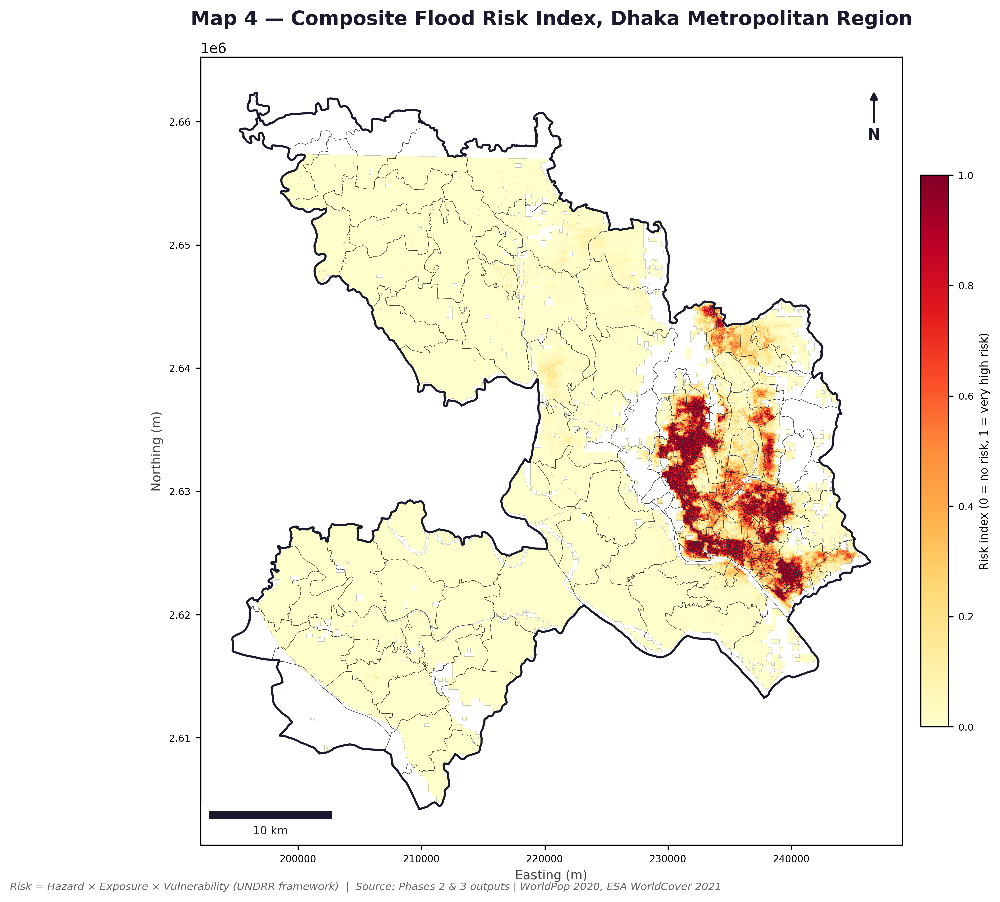 Map 4 — Composite Flood Risk Index, Dhaka Metropolitan Region
1e6
2.66
2.65
2.64
2.63
2.62
2.61
Northing (m)
N
10 km
200000
210000
220000
230000
240000
Easting (m)
1.0
0.8
0.6
0.4
0.2
0.0
Risk index (0 = no risk, 1 = very high risk)
Risk = Hazard × Exposure × Vulnerability (UNDRR framework) | Source: Phases 2 & 3 outputs | WorldPop 2020, ESA WorldCover 2021